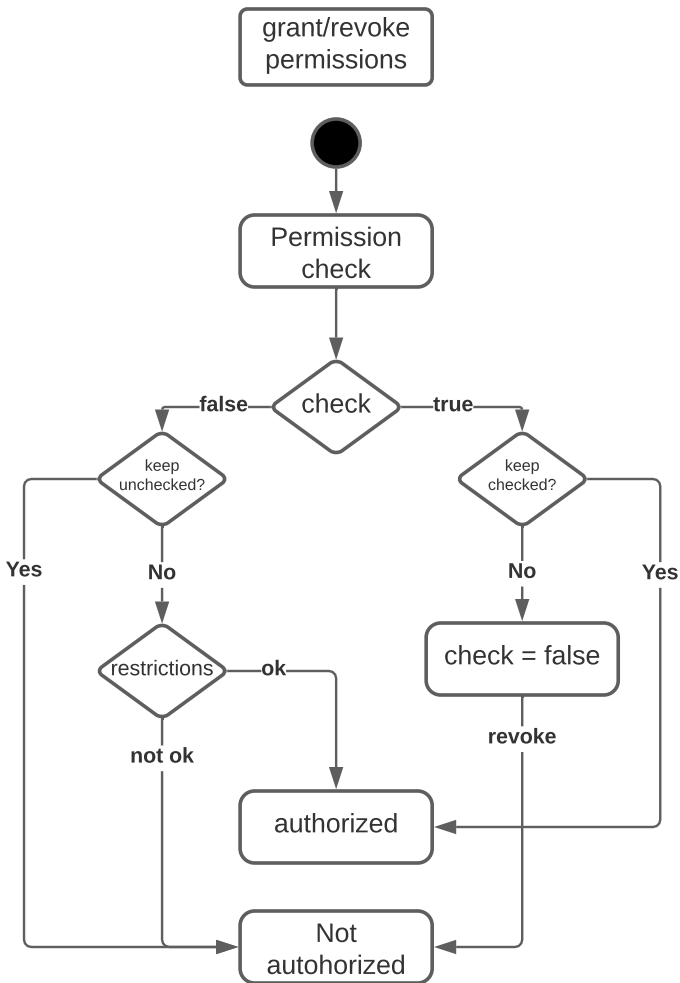 grant/revoke
permissions
Permission
check
false
check
true
keep
unchecked?
keep
checked?
Yes
No
No
Yes
restrictions
ok
check = false
not ok
revoke
authorized
Not
autohorized